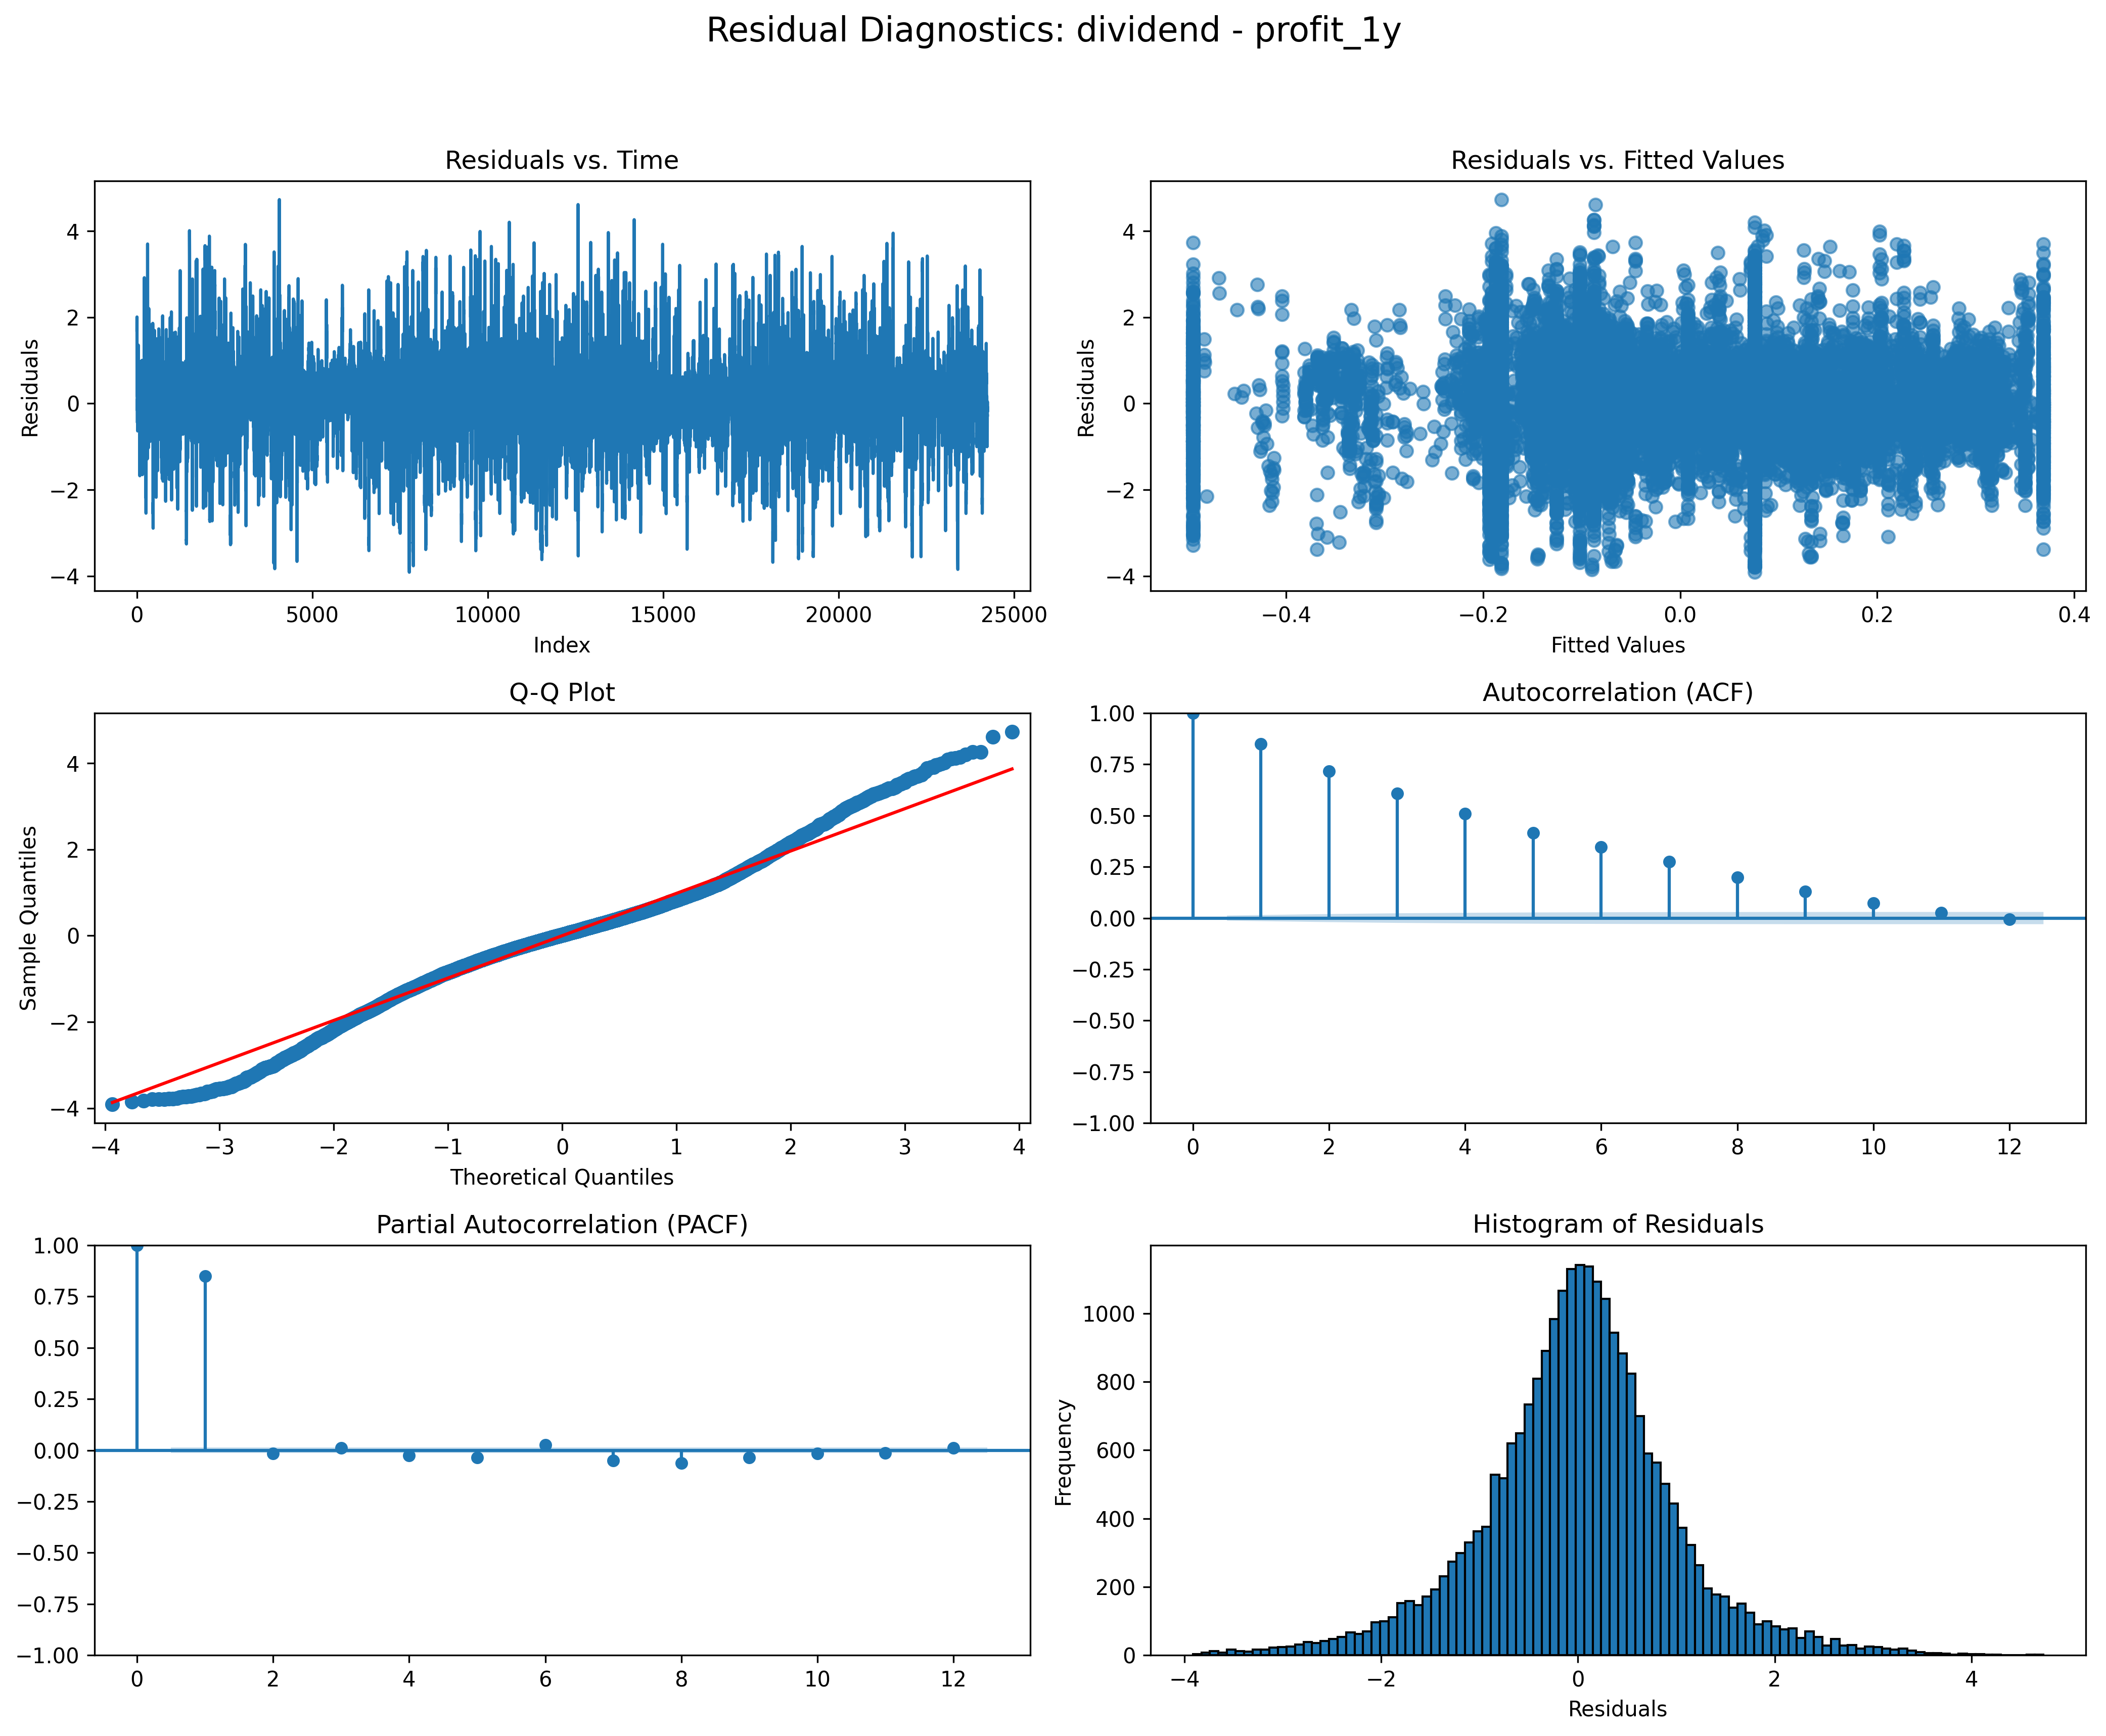 Residual Diagnostics: dividend - profit_1y
Residuals vs. Time
Residuals
4
2
0
−2
−4
0 5000 10000 15000 20000 25000
Index
Residuals vs. Fitted Values
Residuals
4
2
0
−2
−4
−0.4 −0.2 0.0 0.2 0.4
Fitted Values
Q-Q Plot
Sample Quantiles
4
2
0
−2
−4
−4 −3 −2 −1 0 1 2 3 4
Theoretical Quantiles
Autocorrelation (ACF)
1.00
0.75
0.50
0.25
0.00
−0.25
−0.50
−0.75
−1.00
0 2 4 6 8 10 12
Partial Autocorrelation (PACF)
1.00
0.75
0.50
0.25
0.00
−0.25
−0.50
−0.75
−1.00
0 2 4 6 8 10 12
Histogram of Residuals
Frequency
1000
800
600
400
200
0
−4 −2 0 2 4
Residuals